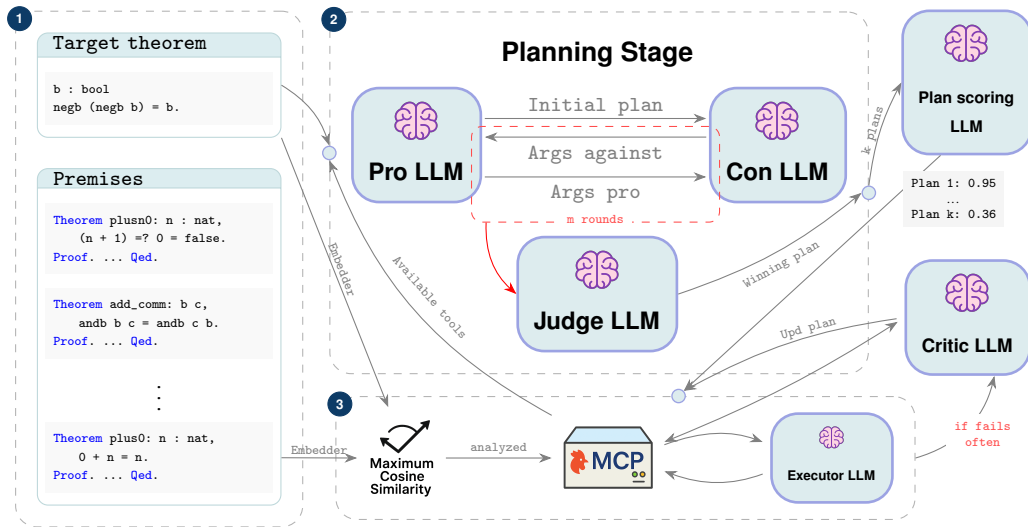 1
Target theorem
b : bool
negb (negb b) = b.
Premises
Theorem plusn0: n : nat,
(n + 1) =? 0 = false.
Proof. ... Qed.
Theorem add_comm: b c,
andb b c = andb c b.
Proof. ... Qed.
Theorem plus0: n : nat,
0 + n = n.
Proof. ... Qed.
Embedder
Embedder
Available tools
2
Planning Stage
Pro LLM
Initial plan
Args against
Args pro
m rounds
Con LLM
Judge LLM
Winning plan
k plans
Plan scoring
LLM
Plan 1: 0.95
...
Plan k: 0.36
Upd plan
Critic LLM
if fails
often
3
Maximum
Cosine
Similarity
analyzed
MCP
Executor LLM